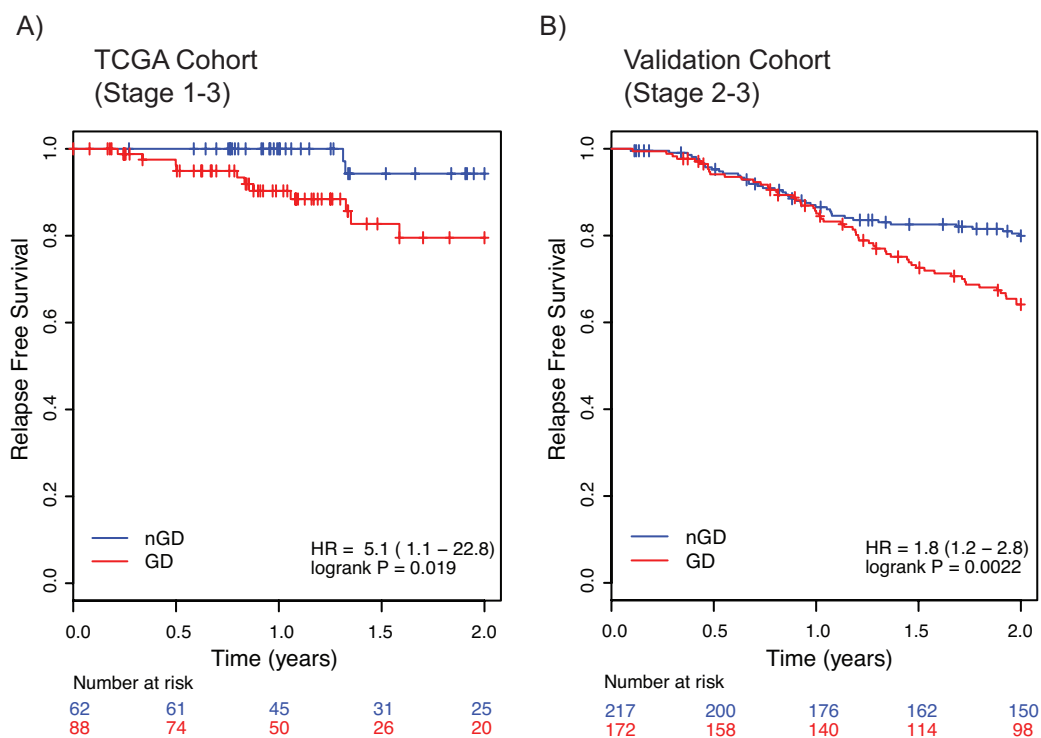 A)
TCGA Cohort
(Stage 1-3)
Relapse Free Survival
1.0
0.8
0.6
0.4
0.2
0.0
nGD
GD
HR = 5.1 ( 1.1 – 22.8)
logrank P = 0.019
0.0 0.5 1.0 1.5 2.0
Time (years)
Number at risk
62 61 45 31 25
88 74 50 26 20
B)
Validation Cohort
(Stage 2-3)
Relapse Free Survival
1.0
0.8
0.6
0.4
0.2
0.0
nGD
GD
HR = 1.8 (1.2 – 2.8)
logrank P = 0.0022
0.0 0.5 1.0 1.5 2.0
Time (years)
Number at risk
217 200 176 162 150
172 158 140 114 98